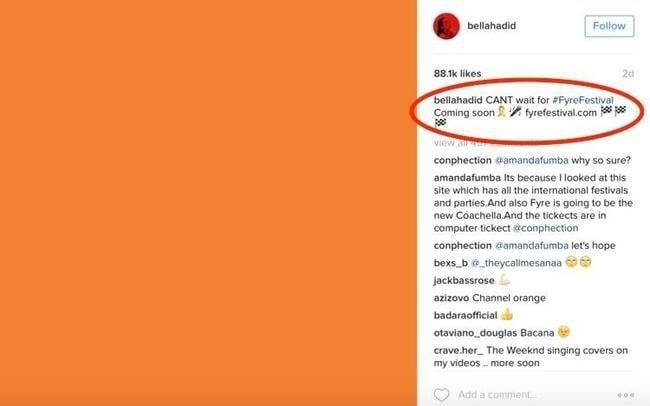 bellahadid
Follow
88.1k likes
2d
bellahadid CANT wait for #FyreFestival
Coming soon🎗️🎤 fyrefestival.com 🏁🏁
🏁
view all 457 comments
conphection @amandafumba why so sure?
amandafumba Its because I looked at this
site which has all the international festivals
and parties.And also Fyre is going to be the
new Coachella.And the tickects are in
computer tickect @conphection
conphection @amandafumba let's hope
bexs_b @_theycallmesanaa 😍😍
jackbassrose 💪🏻
azizovo Channel orange
badaraofficial 👍
otaviano_douglas Bacana 😍
crave.her_ The Weeknd singing covers on
my videos .. more soon
Add a comment...